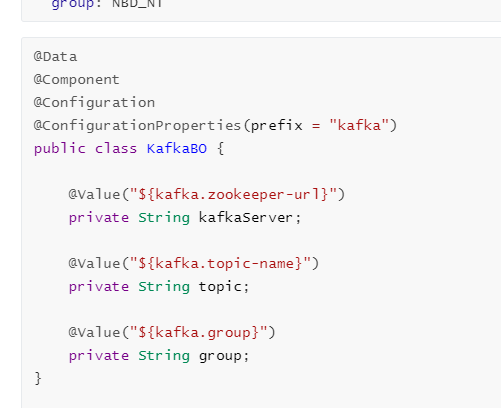 group: NBD_NT
@Data
@Component
@Configuration
@ConfigurationProperties(prefix = "kafka")
public class KafkaBO {
@Value("${kafka.zookeeper-url}")
private String kafkaServer;
@Value("${kafka.topic-name}")
private String topic;
@Value("${kafka.group}")
private String group;
}